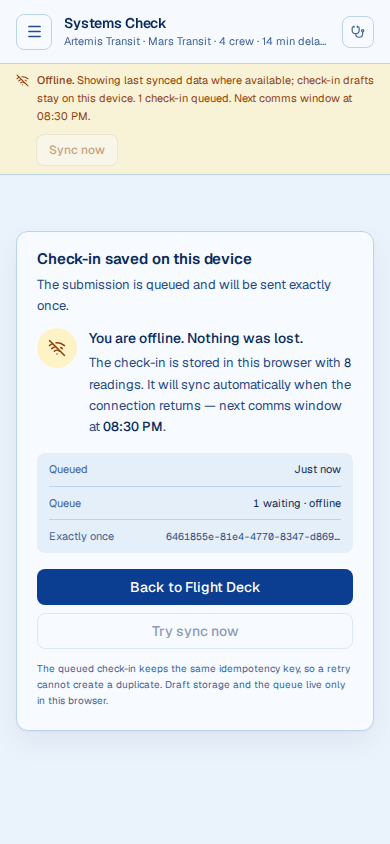 Systems Check
Artemis Transit · Mars Transit · 4 crew · 14 min dela…
Offline. Showing last synced data where available; check-in drafts
stay on this device. 1 check-in queued. Next comms window at
08:30 PM.
Sync now
Check-in saved on this device
The submission is queued and will be sent exactly
once.
You are offline. Nothing was lost.
The check-in is stored in this browser with 8
readings. It will sync automatically when the
connection returns — next comms window
at 08:30 PM.
Queued Just now
Queue 1 waiting · offline
Exactly once 6461855e-81e4-4770-8347-d869…
Back to Flight Deck
Try sync now
The queued check-in keeps the same idempotency key, so a retry
cannot create a duplicate. Draft storage and the queue live only
in this browser.